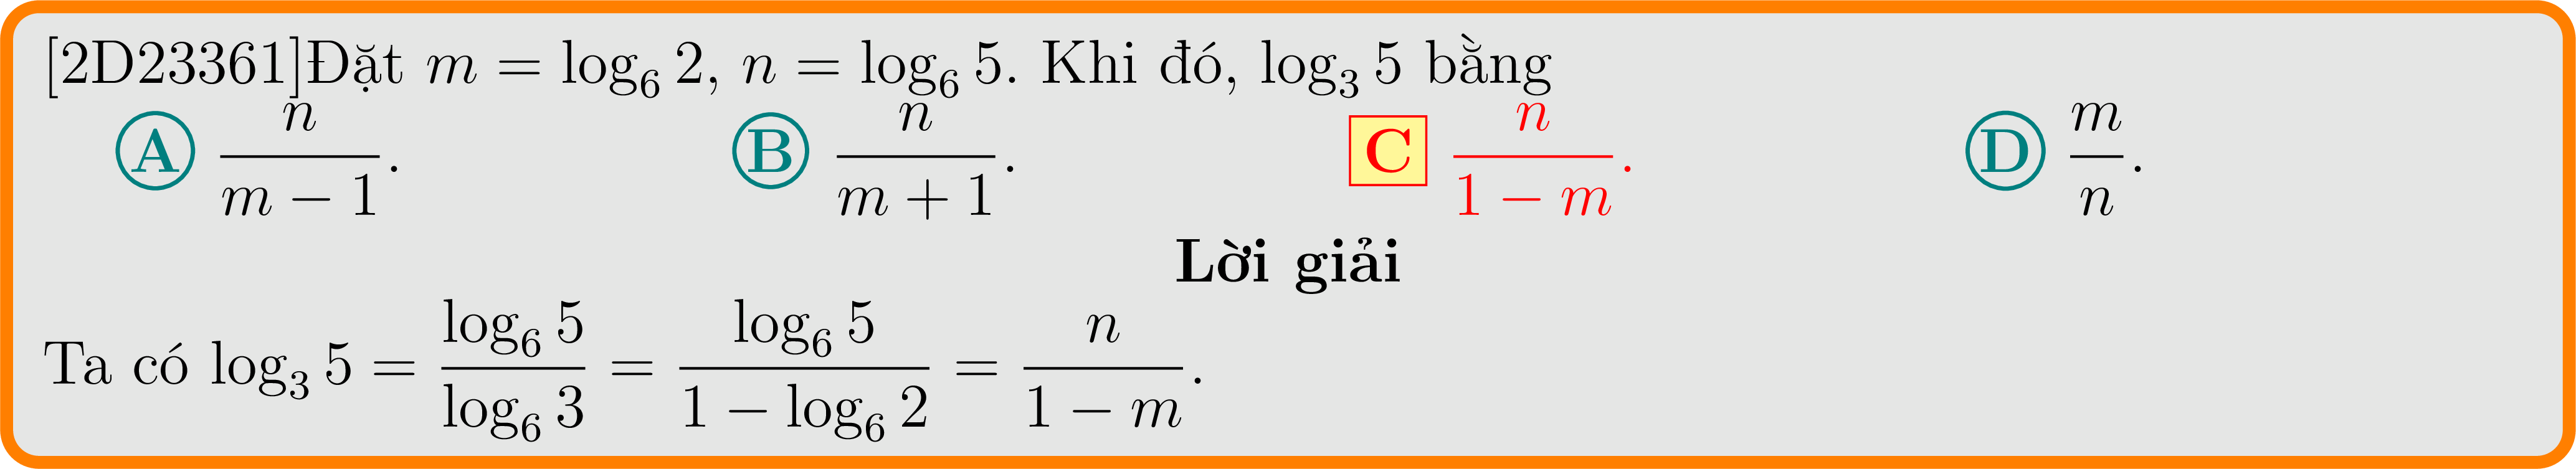 [2D23361]Đặt $m = \log_6 2$, $n = \log_6 5$. Khi đó, $\log_3 5$ bằng
A $\frac{n}{m-1}$. B $\frac{n}{m+1}$. C $\frac{n}{1-m}$. D $\frac{m}{n}$.
Lời giải
Ta có $\log_3 5 = \frac{\log_6 5}{\log_6 3} = \frac{\log_6 5}{1 - \log_6 2} = \frac{n}{1-m}$.